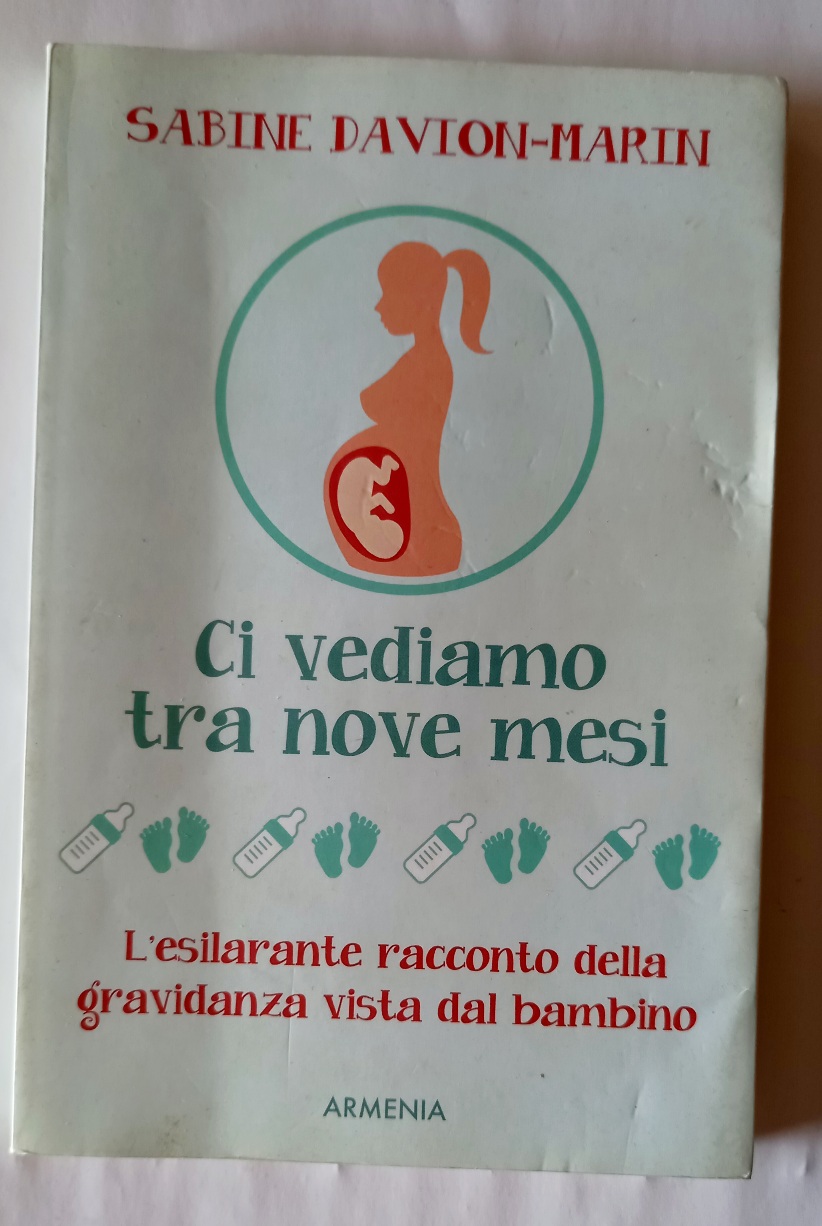 SABINE DAVION-MARIN
Ci vediamo
tra nove mesi
L'esilarante racconto della
gravidanza vista dal bambino
ARMENIA